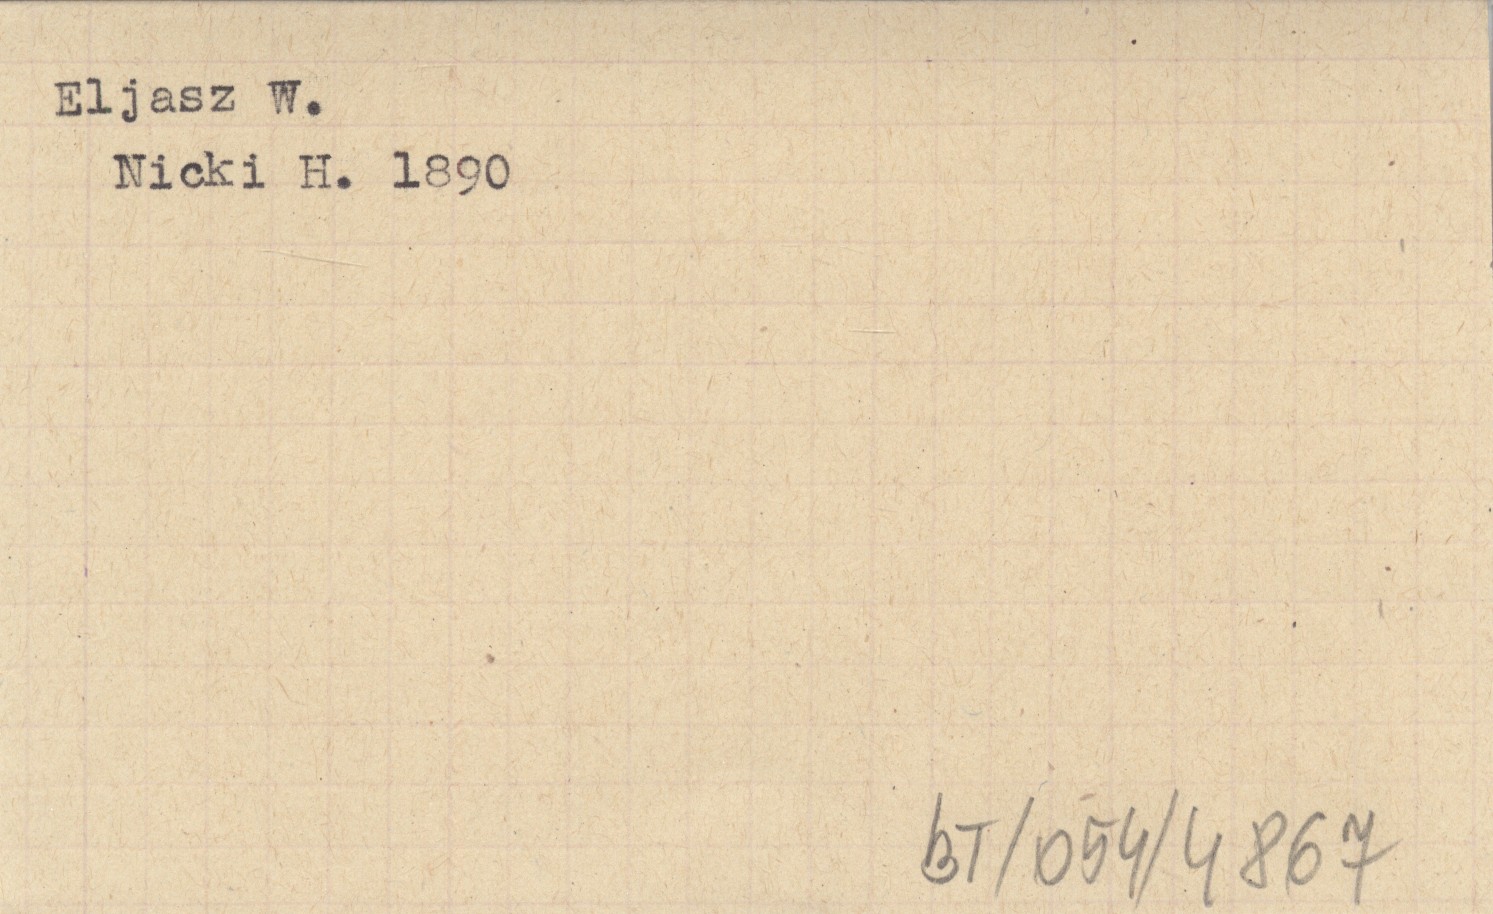 Eljasz W.
Nicki H. 1890
BT/054/4867